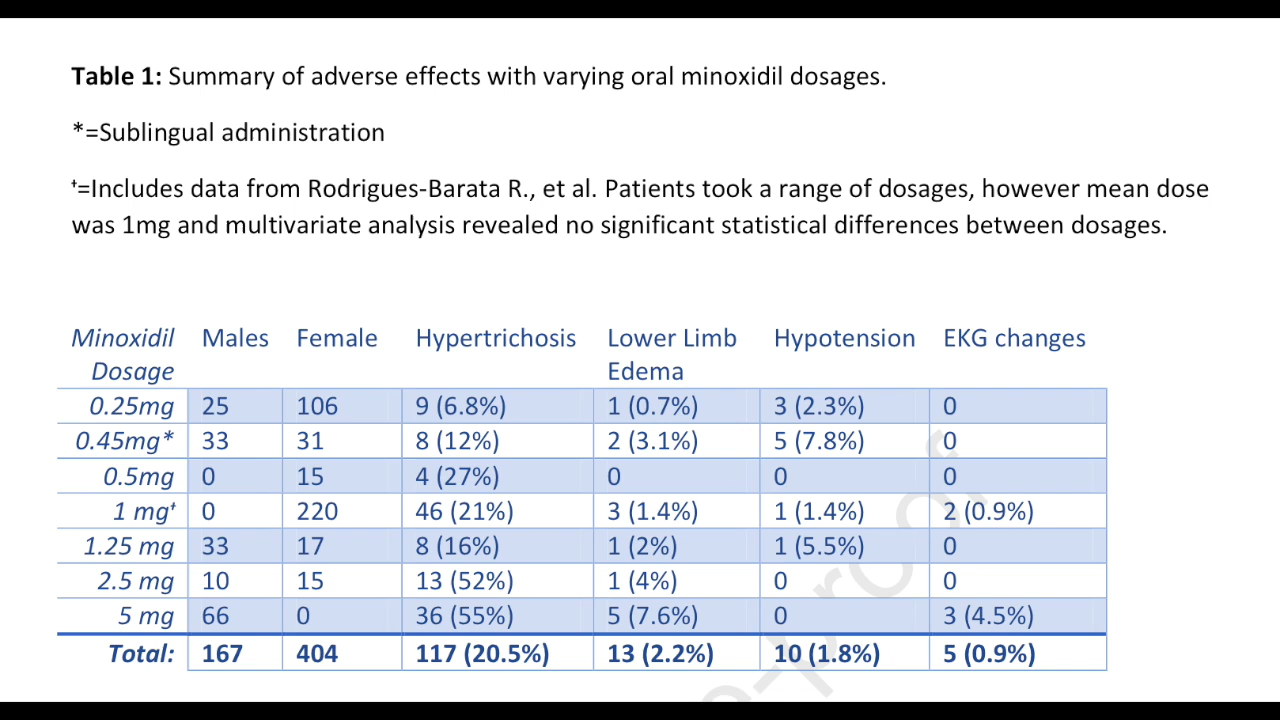 Table 1: Summary of adverse effects with varying oral minoxidil dosages.
*=Sublingual administration
†=Includes data from Rodrigues-Barata R., et al. Patients took a range of dosages, however mean dose
was 1mg and multivariate analysis revealed no significant statistical differences between dosages.
Minoxidil Dosage Males Female Hypertrichosis Lower Limb Edema Hypotension EKG changes
0.25mg 25 106 9 (6.8%) 1 (0.7%) 3 (2.3%) 0
0.45mg* 33 31 8 (12%) 2 (3.1%) 5 (7.8%) 0
0.5mg 0 15 4 (27%) 0 0 0
1 mg† 0 220 46 (21%) 3 (1.4%) 1 (1.4%) 2 (0.9%)
1.25 mg 33 17 8 (16%) 1 (2%) 1 (5.5%) 0
2.5 mg 10 15 13 (52%) 1 (4%) 0 0
5 mg 66 0 36 (55%) 5 (7.6%) 0 3 (4.5%)
Total: 167 404 117 (20.5%) 13 (2.2%) 10 (1.8%) 5 (0.9%)
e-proof